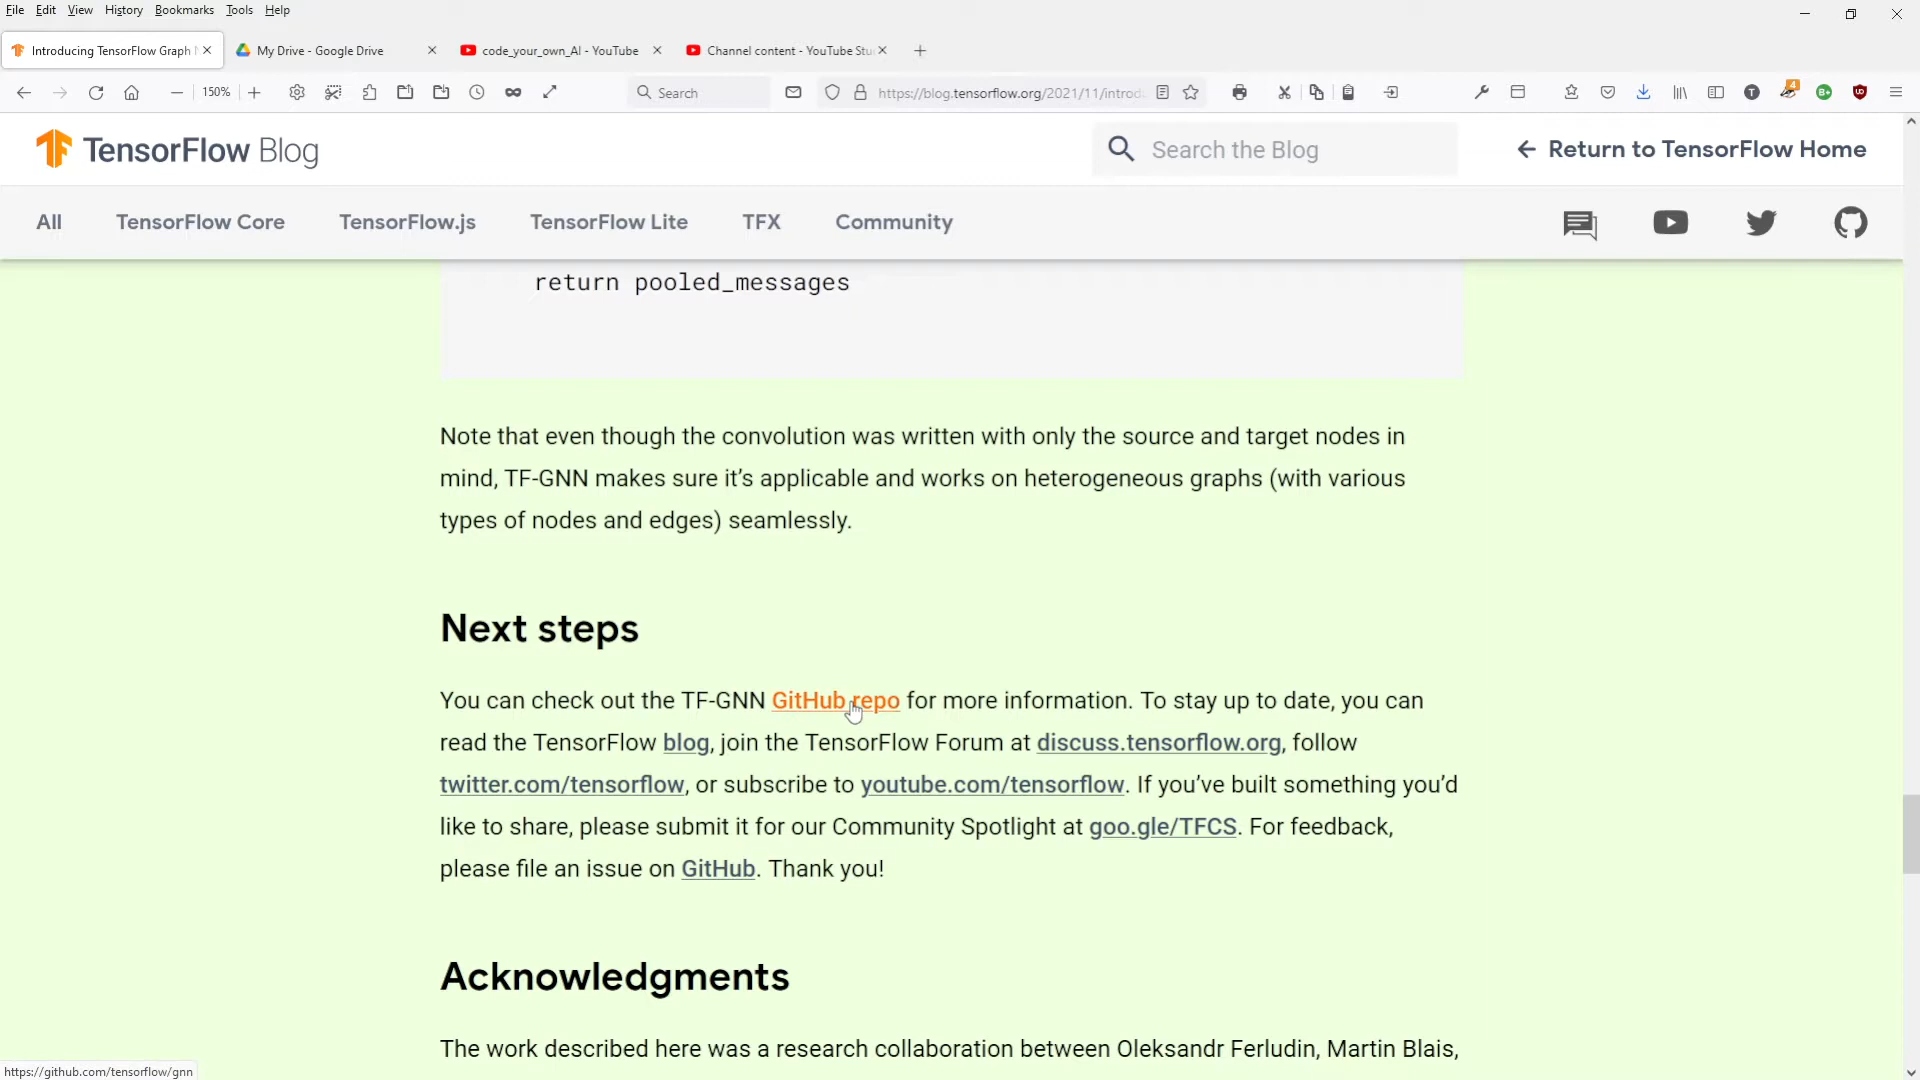 File Edit View History Bookmarks Tools Help
Introducing TensorFlow Graph
My Drive - Google Drive
code_your_own_AI - YouTube
Channel content - YouTube Stu
150%
Search
https://blog.tensorflow.org/2021/11/introd
TensorFlow Blog
Search the Blog
Return to TensorFlow Home
All TensorFlow Core TensorFlow.js TensorFlow Lite TFX Community
return pooled_messages
Note that even though the convolution was written with only the source and target nodes in
mind, TF-GNN makes sure it’s applicable and works on heterogeneous graphs (with various
types of nodes and edges) seamlessly.
Next steps
You can check out the TF-GNN GitHub repo for more information. To stay up to date, you can
read the TensorFlow blog, join the TensorFlow Forum at discuss.tensorflow.org, follow
twitter.com/tensorflow, or subscribe to youtube.com/tensorflow. If you’ve built something you’d
like to share, please submit it for our Community Spotlight at goo.gle/TFCS. For feedback,
please file an issue on GitHub. Thank you!
Acknowledgments
The work described here was a research collaboration between Oleksandr Ferludin, Martin Blais,
https://github.com/tensorflow/gnn